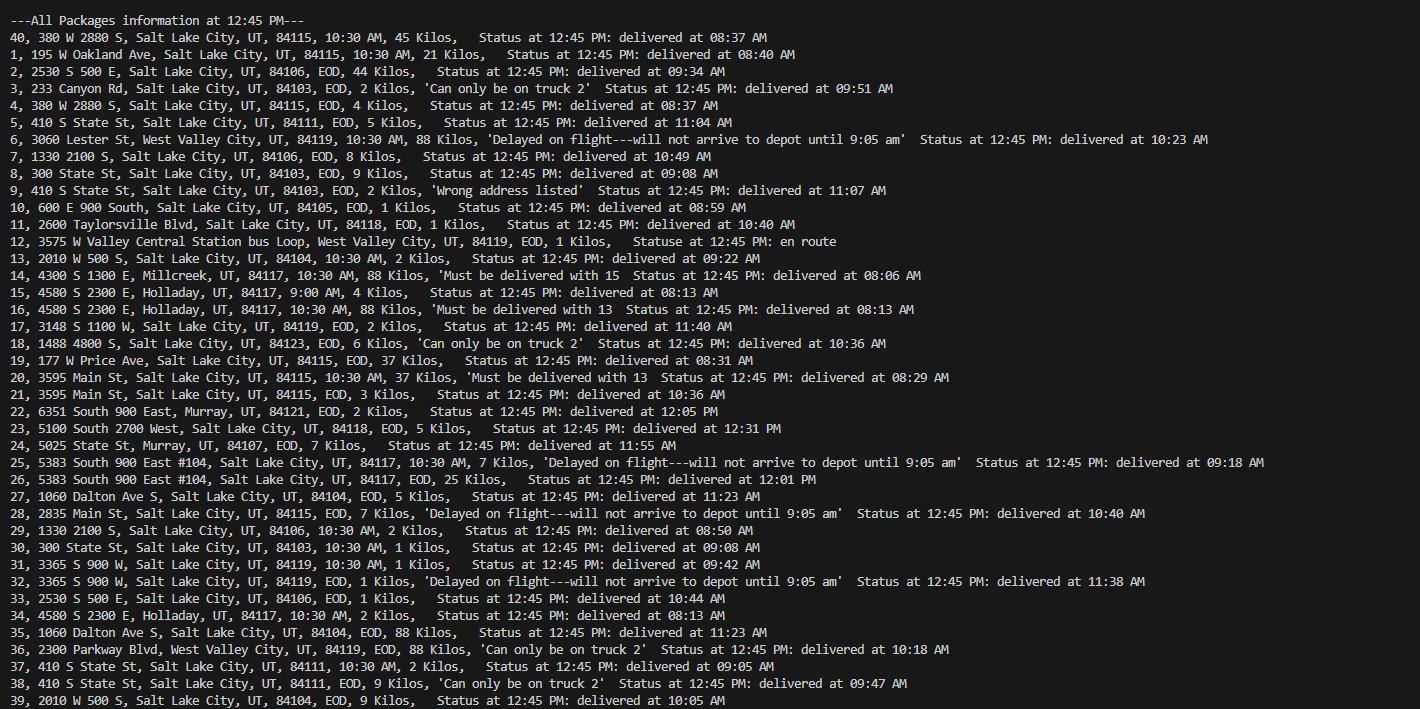 ---All Packages information at 12:45 PM---
40, 380 W 2880 S, Salt Lake City, UT, 84115, 10:30 AM, 45 Kilos,   Status at 12:45 PM: delivered at 08:37 AM
1, 195 W Oakland Ave, Salt Lake City, UT, 84115, 10:30 AM, 21 Kilos,   Status at 12:45 PM: delivered at 08:40 AM
2, 2530 S 500 E, Salt Lake City, UT, 84106, EOD, 44 Kilos,   Status at 12:45 PM: delivered at 09:34 AM
3, 233 Canyon Rd, Salt Lake City, UT, 84103, EOD, 2 Kilos, 'Can only be on truck 2'  Status at 12:45 PM: delivered at 09:51 AM
4, 380 W 2880 S, Salt Lake City, UT, 84115, EOD, 4 Kilos,   Status at 12:45 PM: delivered at 08:37 AM
5, 410 S State St, Salt Lake City, UT, 84111, EOD, 5 Kilos,   Status at 12:45 PM: delivered at 11:04 AM
6, 3060 Lester St, West Valley City, UT, 84119, 10:30 AM, 88 Kilos, 'Delayed on flight---will not arrive to depot until 9:05 am'  Status at 12:45 PM: delivered at 10:23 AM
7, 1330 2100 S, Salt Lake City, UT, 84106, EOD, 8 Kilos,   Status at 12:45 PM: delivered at 10:49 AM
8, 300 State St, Salt Lake City, UT, 84103, EOD, 9 Kilos,   Status at 12:45 PM: delivered at 09:08 AM
9, 410 S State St, Salt Lake City, UT, 84103, EOD, 2 Kilos, 'Wrong address listed'  Status at 12:45 PM: delivered at 11:07 AM
10, 600 E 900 South, Salt Lake City, UT, 84105, EOD, 1 Kilos,   Status at 12:45 PM: delivered at 08:59 AM
11, 2600 Taylorsville Blvd, Salt Lake City, UT, 84118, EOD, 1 Kilos,   Status at 12:45 PM: delivered at 10:40 AM
12, 3575 W Valley Central Station bus Loop, West Valley City, UT, 84119, EOD, 1 Kilos,   Statuse at 12:45 PM: en route
13, 2010 W 500 S, Salt Lake City, UT, 84104, 10:30 AM, 2 Kilos,   Status at 12:45 PM: delivered at 09:22 AM
14, 4300 S 1300 E, Millcreek, UT, 84117, 10:30 AM, 88 Kilos, 'Must be delivered with 15  Status at 12:45 PM: delivered at 08:06 AM
15, 4580 S 2300 E, Holladay, UT, 84117, 9:00 AM, 4 Kilos,   Status at 12:45 PM: delivered at 08:13 AM
16, 4580 S 2300 E, Holladay, UT, 84117, 10:30 AM, 88 Kilos, 'Must be delivered with 13  Status at 12:45 PM: delivered at 08:13 AM
17, 3148 S 1100 W, Salt Lake City, UT, 84119, EOD, 2 Kilos,   Status at 12:45 PM: delivered at 11:40 AM
18, 1488 4800 S, Salt Lake City, UT, 84123, EOD, 6 Kilos, 'Can only be on truck 2'  Status at 12:45 PM: delivered at 10:36 AM
19, 177 W Price Ave, Salt Lake City, UT, 84115, EOD, 37 Kilos,   Status at 12:45 PM: delivered at 08:31 AM
20, 3595 Main St, Salt Lake City, UT, 84115, 10:30 AM, 37 Kilos, 'Must be delivered with 13  Status at 12:45 PM: delivered at 08:29 AM
21, 3595 Main St, Salt Lake City, UT, 84115, EOD, 3 Kilos,   Status at 12:45 PM: delivered at 10:36 AM
22, 6351 South 900 East, Murray, UT, 84121, EOD, 2 Kilos,   Status at 12:45 PM: delivered at 12:05 PM
23, 5100 South 2700 West, Salt Lake City, UT, 84118, EOD, 5 Kilos,   Status at 12:45 PM: delivered at 12:31 PM
24, 5025 State St, Murray, UT, 84107, EOD, 7 Kilos,   Status at 12:45 PM: delivered at 11:55 AM
25, 5383 South 900 East #104, Salt Lake City, UT, 84117, 10:30 AM, 7 Kilos, 'Delayed on flight---will not arrive to depot until 9:05 am'  Status at 12:45 PM: delivered at 09:18 AM
26, 5383 South 900 East #104, Salt Lake City, UT, 84117, EOD, 25 Kilos,   Status at 12:45 PM: delivered at 12:01 PM
27, 1060 Dalton Ave S, Salt Lake City, UT, 84104, EOD, 5 Kilos,   Status at 12:45 PM: delivered at 11:23 AM
28, 2835 Main St, Salt Lake City, UT, 84115, EOD, 7 Kilos, 'Delayed on flight---will not arrive to depot until 9:05 am'  Status at 12:45 PM: delivered at 10:40 AM
29, 1330 2100 S, Salt Lake City, UT, 84106, 10:30 AM, 2 Kilos,   Status at 12:45 PM: delivered at 08:50 AM
30, 300 State St, Salt Lake City, UT, 84103, 10:30 AM, 1 Kilos,   Status at 12:45 PM: delivered at 09:08 AM
31, 3365 S 900 W, Salt Lake City, UT, 84119, 10:30 AM, 1 Kilos,   Status at 12:45 PM: delivered at 09:42 AM
32, 3365 S 900 W, Salt Lake City, UT, 84119, EOD, 1 Kilos, 'Delayed on flight---will not arrive to depot until 9:05 am'  Status at 12:45 PM: delivered at 11:38 AM
33, 2530 S 500 E, Salt Lake City, UT, 84106, EOD, 1 Kilos,   Status at 12:45 PM: delivered at 10:44 AM
34, 4580 S 2300 E, Holladay, UT, 84117, 10:30 AM, 2 Kilos,   Status at 12:45 PM: delivered at 08:13 AM
35, 1060 Dalton Ave S, Salt Lake City, UT, 84104, EOD, 88 Kilos,   Status at 12:45 PM: delivered at 11:23 AM
36, 2300 Parkway Blvd, West Valley City, UT, 84119, EOD, 88 Kilos, 'Can only be on truck 2'  Status at 12:45 PM: delivered at 10:18 AM
37, 410 S State St, Salt Lake City, UT, 84111, 10:30 AM, 2 Kilos,   Status at 12:45 PM: delivered at 09:05 AM
38, 410 S State St, Salt Lake City, UT, 84111, EOD, 9 Kilos, 'Can only be on truck 2'  Status at 12:45 PM: delivered at 09:47 AM
39, 2010 W 500 S, Salt Lake City, UT, 84104, EOD, 9 Kilos,   Status at 12:45 PM: delivered at 10:05 AM